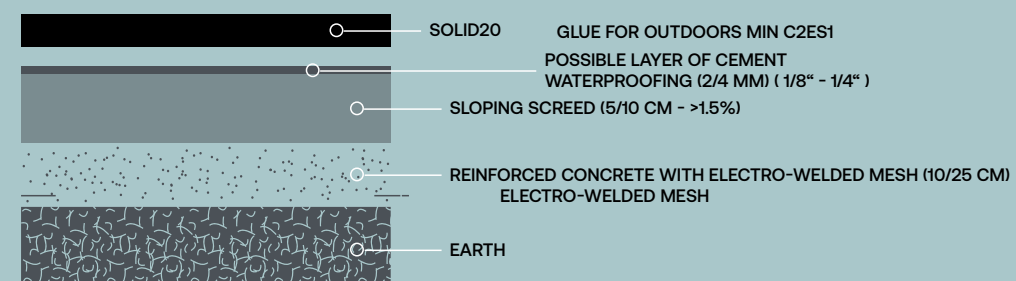 SOLID20 GLUE FOR OUTDOORS MIN C2ES1
POSSIBLE LAYER OF CEMENT
WATERPROOFING (2/4 MM) ( 1/8“ - 1/4“ )
SLOPING SCREED (5/10 CM - >1.5%)
REINFORCED CONCRETE WITH ELECTRO-WELDED MESH (10/25 CM)
ELECTRO-WELDED MESH
EARTH